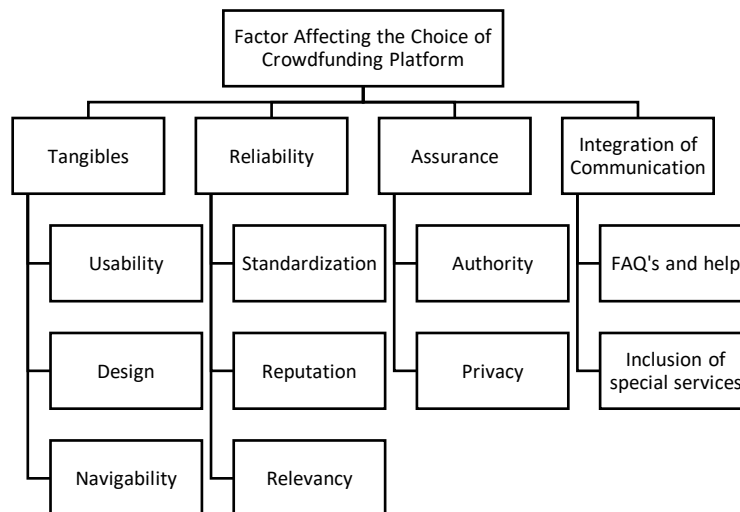 Factor Affecting the Choice of
Crowdfunding Platform
Tangibles
Reliability
Assurance
Integration of
Communication
Usability
Standardization
Authority
FAQ's and help
Design
Reputation
Privacy
Inclusion of
special services
Navigability
Relevancy